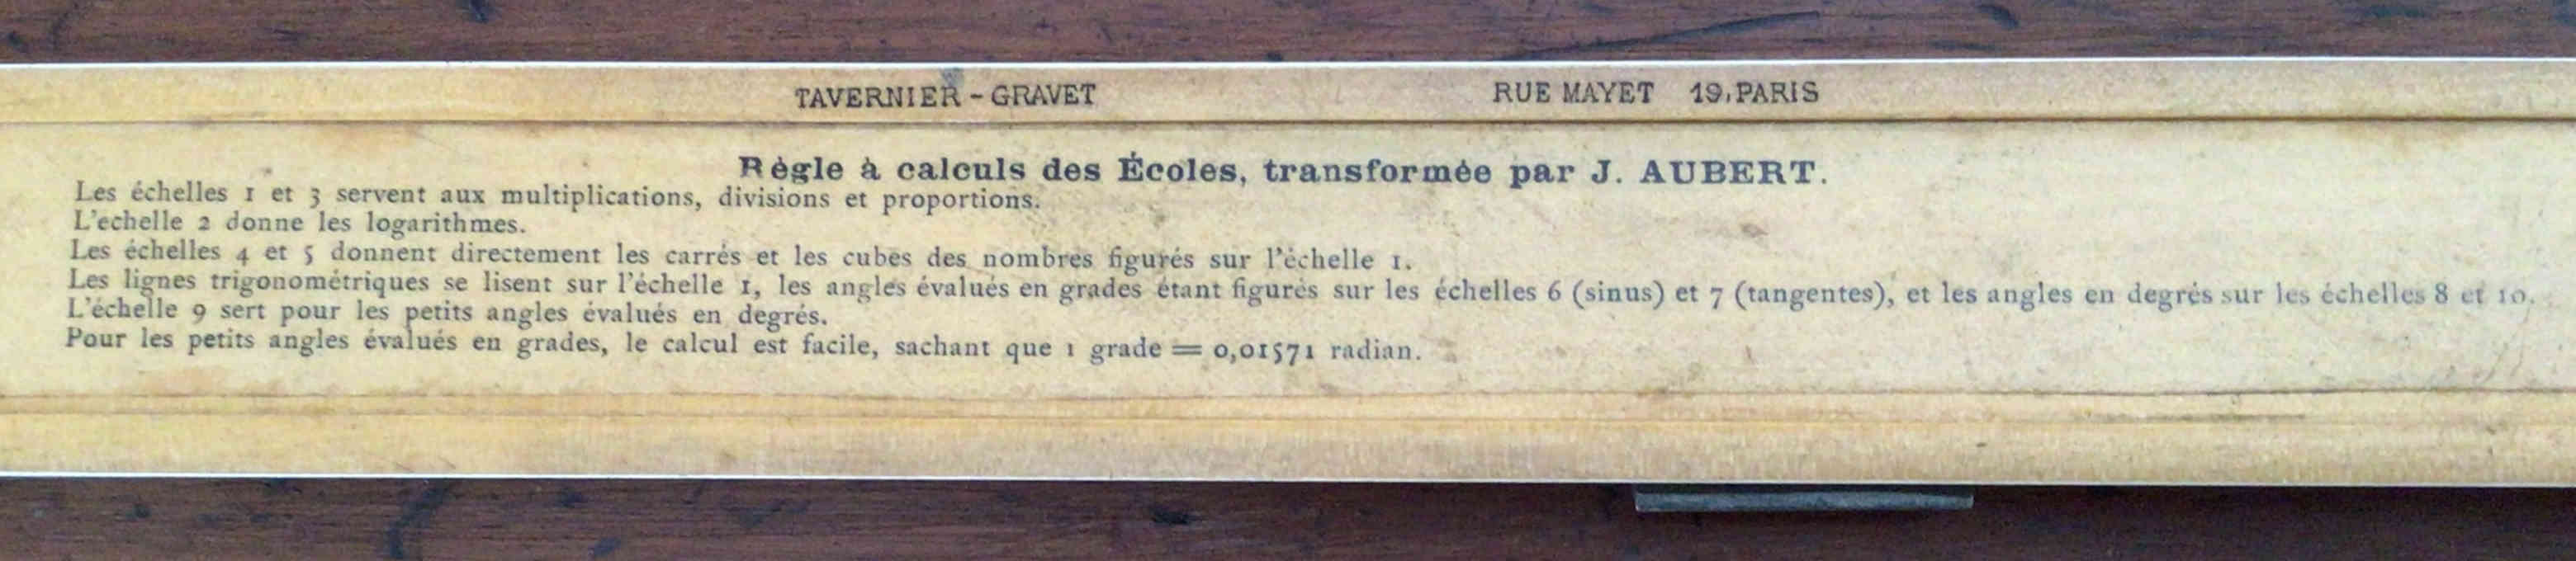 TAVERNIER - GRAVET RUE MAYET 19, PARIS
Règle à calculs des Écoles, transformée par J. AUBERT.
Les échelles 1 et 3 servent aux multiplications, divisions et proportions.
L'echelle 2 donne les logarithmes.
Les échelles 4 et 5 donnent directement les carrés et les cubes des nombres figurés sur l'échelle 1.
Les lignes trigonométriques se lisent sur l'échelle 1, les angles évalués en grades étant figurés sur les échelles 6 (sinus) et 7 (tangentes), et les angles en degrés sur les échelles 8 et 10.
L'échelle 9 sert pour les petits angles évalués en degrés.
Pour les petits angles évalués en grades, le calcul est facile, sachant que 1 grade = 0,01571 radian.